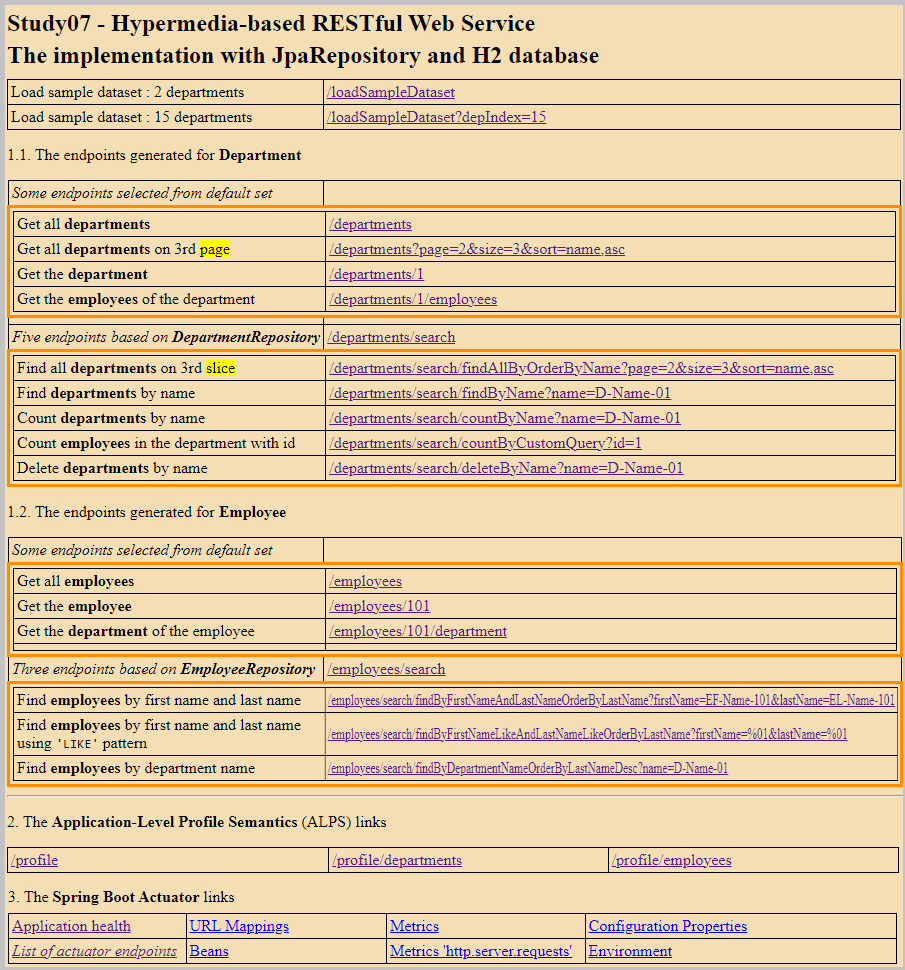 Study07 - Hypermedia-based RESTful Web Service
The implementation with JpaRepository and H2 database
Load sample dataset : 2 departments /loadSampleDataset
Load sample dataset : 15 departments /loadSampleDataset?depIndex=15
1.1. The endpoints generated for Department
Some endpoints selected from default set
Get all departments /departments
Get all departments on 3rd page /departments?page=2&size=3&sort=name,asc
Get the department /departments/1
Get the employees of the department /departments/1/employees
Five endpoints based on DepartmentRepository /departments/search
Find all departments on 3rd slice /departments/search/findAllByOrderByName?page=2&size=3&sort=name,asc
Find departments by name /departments/search/findByName?name=D-Name-01
Count departments by name /departments/search/countByName?name=D-Name-01
Count employees in the department with id /departments/search/countByCustomQuery?id=1
Delete departments by name /departments/search/deleteByName?name=D-Name-01
1.2. The endpoints generated for Employee
Some endpoints selected from default set
Get all employees /employees
Get the employee /employees/101
Get the department of the employee /employees/101/department
Three endpoints based on EmployeeRepository /employees/search
Find employees by first name and last name /employees/search/findByFirstNameAndLastNameOrderByLastName?firstName=EF-Name-101&lastName=EL-Name-101
Find employees by first name and last name
using 'LIKE' pattern /employees/search/findByFirstNameLikeAndLastNameLikeOrderByLastName?firstName=%01&lastName=%01
Find employees by department name /employees/search/findByDepartmentNameOrderByLastNameDesc?name=D-Name-01
2. The Application-Level Profile Semantics (ALPS) links
/profile /profile/departments /profile/employees
3. The Spring Boot Actuator links
Application health URL Mappings Metrics Configuration Properties
List of actuator endpoints Beans Metrics 'http.server.requests' Environment